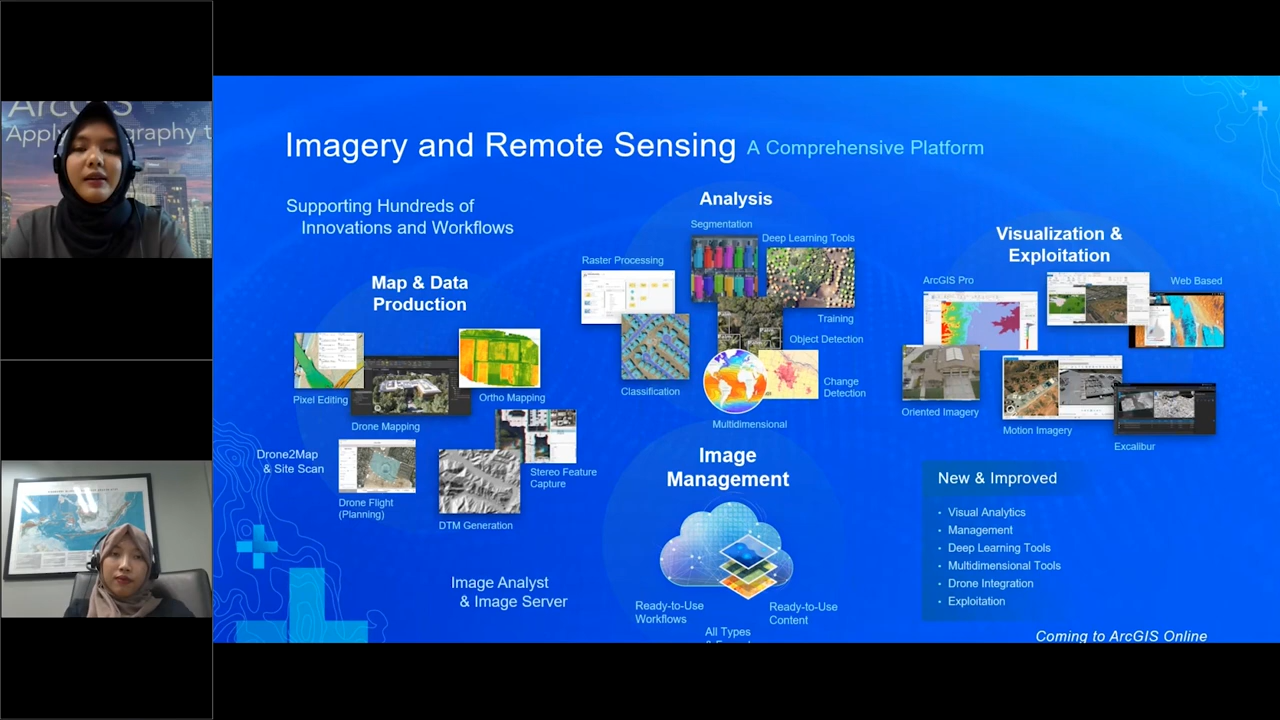 ArcGIS
Imagery and Remote Sensing A Comprehensive Platform
Supporting Hundreds of
Innovations and Workflows
Map & Data
Production
Pixel Editing
Drone Mapping
Ortho Mapping
Drone2Map
& Site Scan
Drone Flight
(Planning)
DTM Generation
Stereo Feature
Capture
Image Analyst
& Image Server
Analysis
Segmentation
Deep Learning Tools
Raster Processing
Training
Object Detection
Classification
Change
Detection
Multidimensional
Image
Management
Ready-to-Use
Workflows
Ready-to-Use
Content
All Types
Visualization &
Exploitation
ArcGIS Pro
Web Based
Oriented Imagery
Motion Imagery
Excalibur
New & Improved
• Visual Analytics
• Management
• Deep Learning Tools
• Multidimensional Tools
• Drone Integration
• Exploitation
Coming to ArcGIS Online